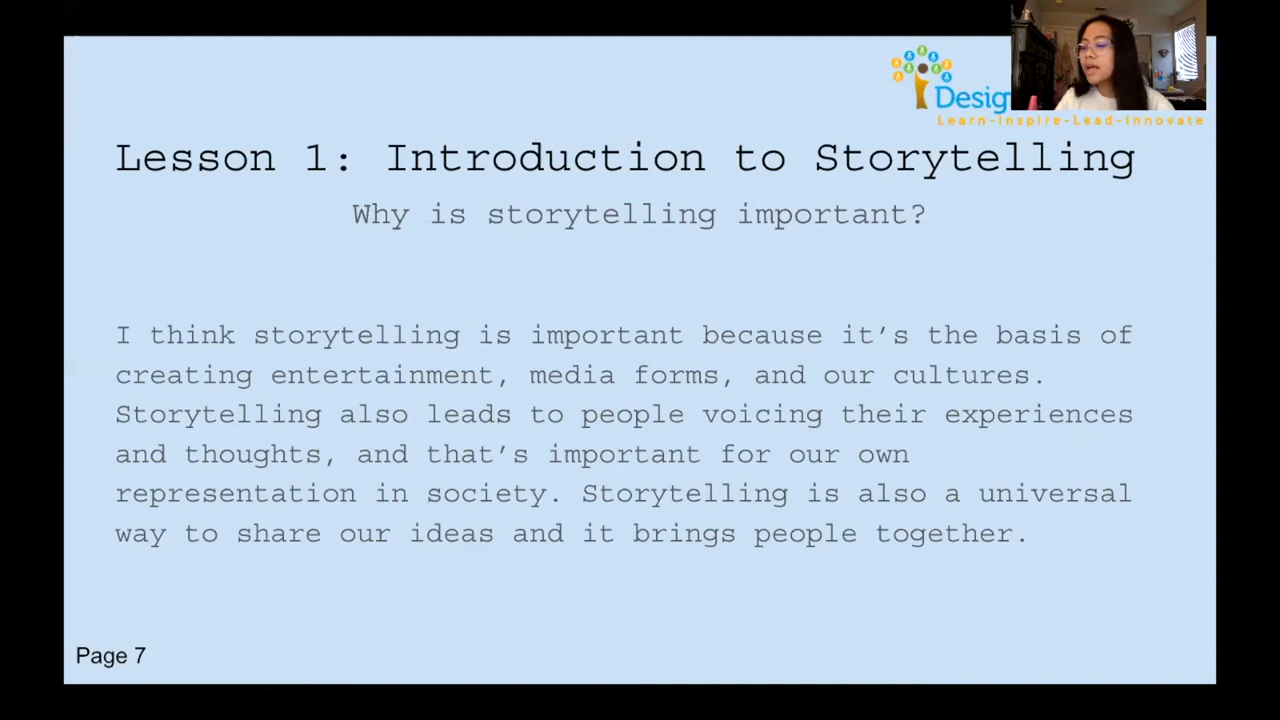 Desig
Learn-Inspire-Lead-Innovate
Lesson 1: Introduction to Storytelling
Why is storytelling important?
I think storytelling is important because it’s the basis of
creating entertainment, media forms, and our cultures.
Storytelling also leads to people voicing their experiences
and thoughts, and that’s important for our own
representation in society. Storytelling is also a universal
way to share our ideas and it brings people together.
Page 7